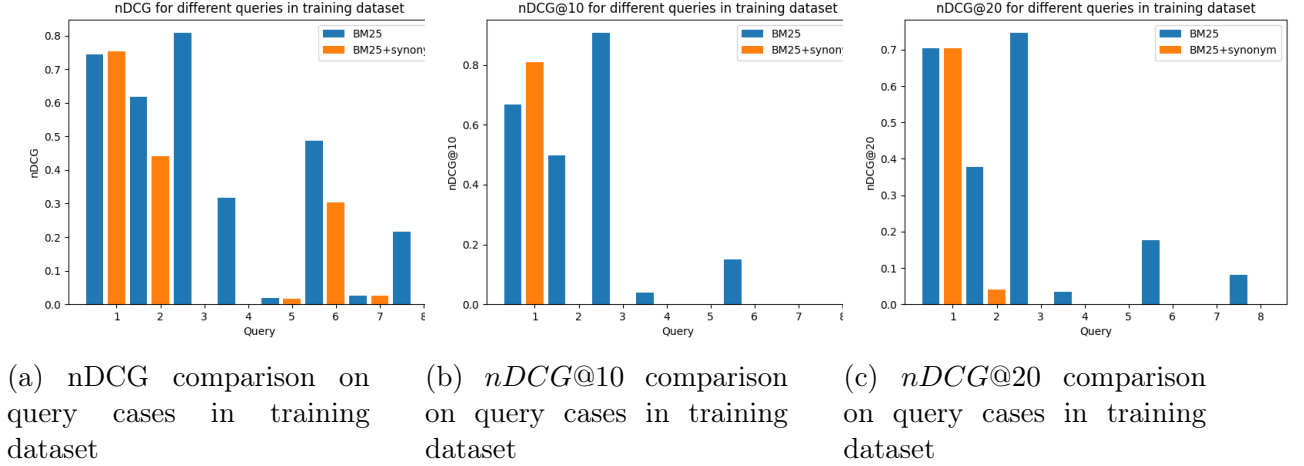 nDCG for different queries in training dataset
BM25
BM25+synonym
0.8
0.7
0.6
0.5
0.4
0.3
0.2
0.1
0.0
nDCG
1 2 3 4 5 6 7 8
Query
nDCG@10 for different queries in training dataset
BM25
BM25+synonym
0.8
0.6
0.4
0.2
0.0
nDCG@10
1 2 3 4 5 6 7 8
Query
nDCG@20 for different queries in training dataset
BM25
BM25+synonym
0.7
0.6
0.5
0.4
0.3
0.2
0.1
0.0
nDCG@20
1 2 3 4 5 6 7 8
Query
(a) nDCG comparison on
query cases in training
dataset
(b) nDCG@10 comparison
on query cases in training
dataset
(c) nDCG@20 comparison
on query cases in training
dataset